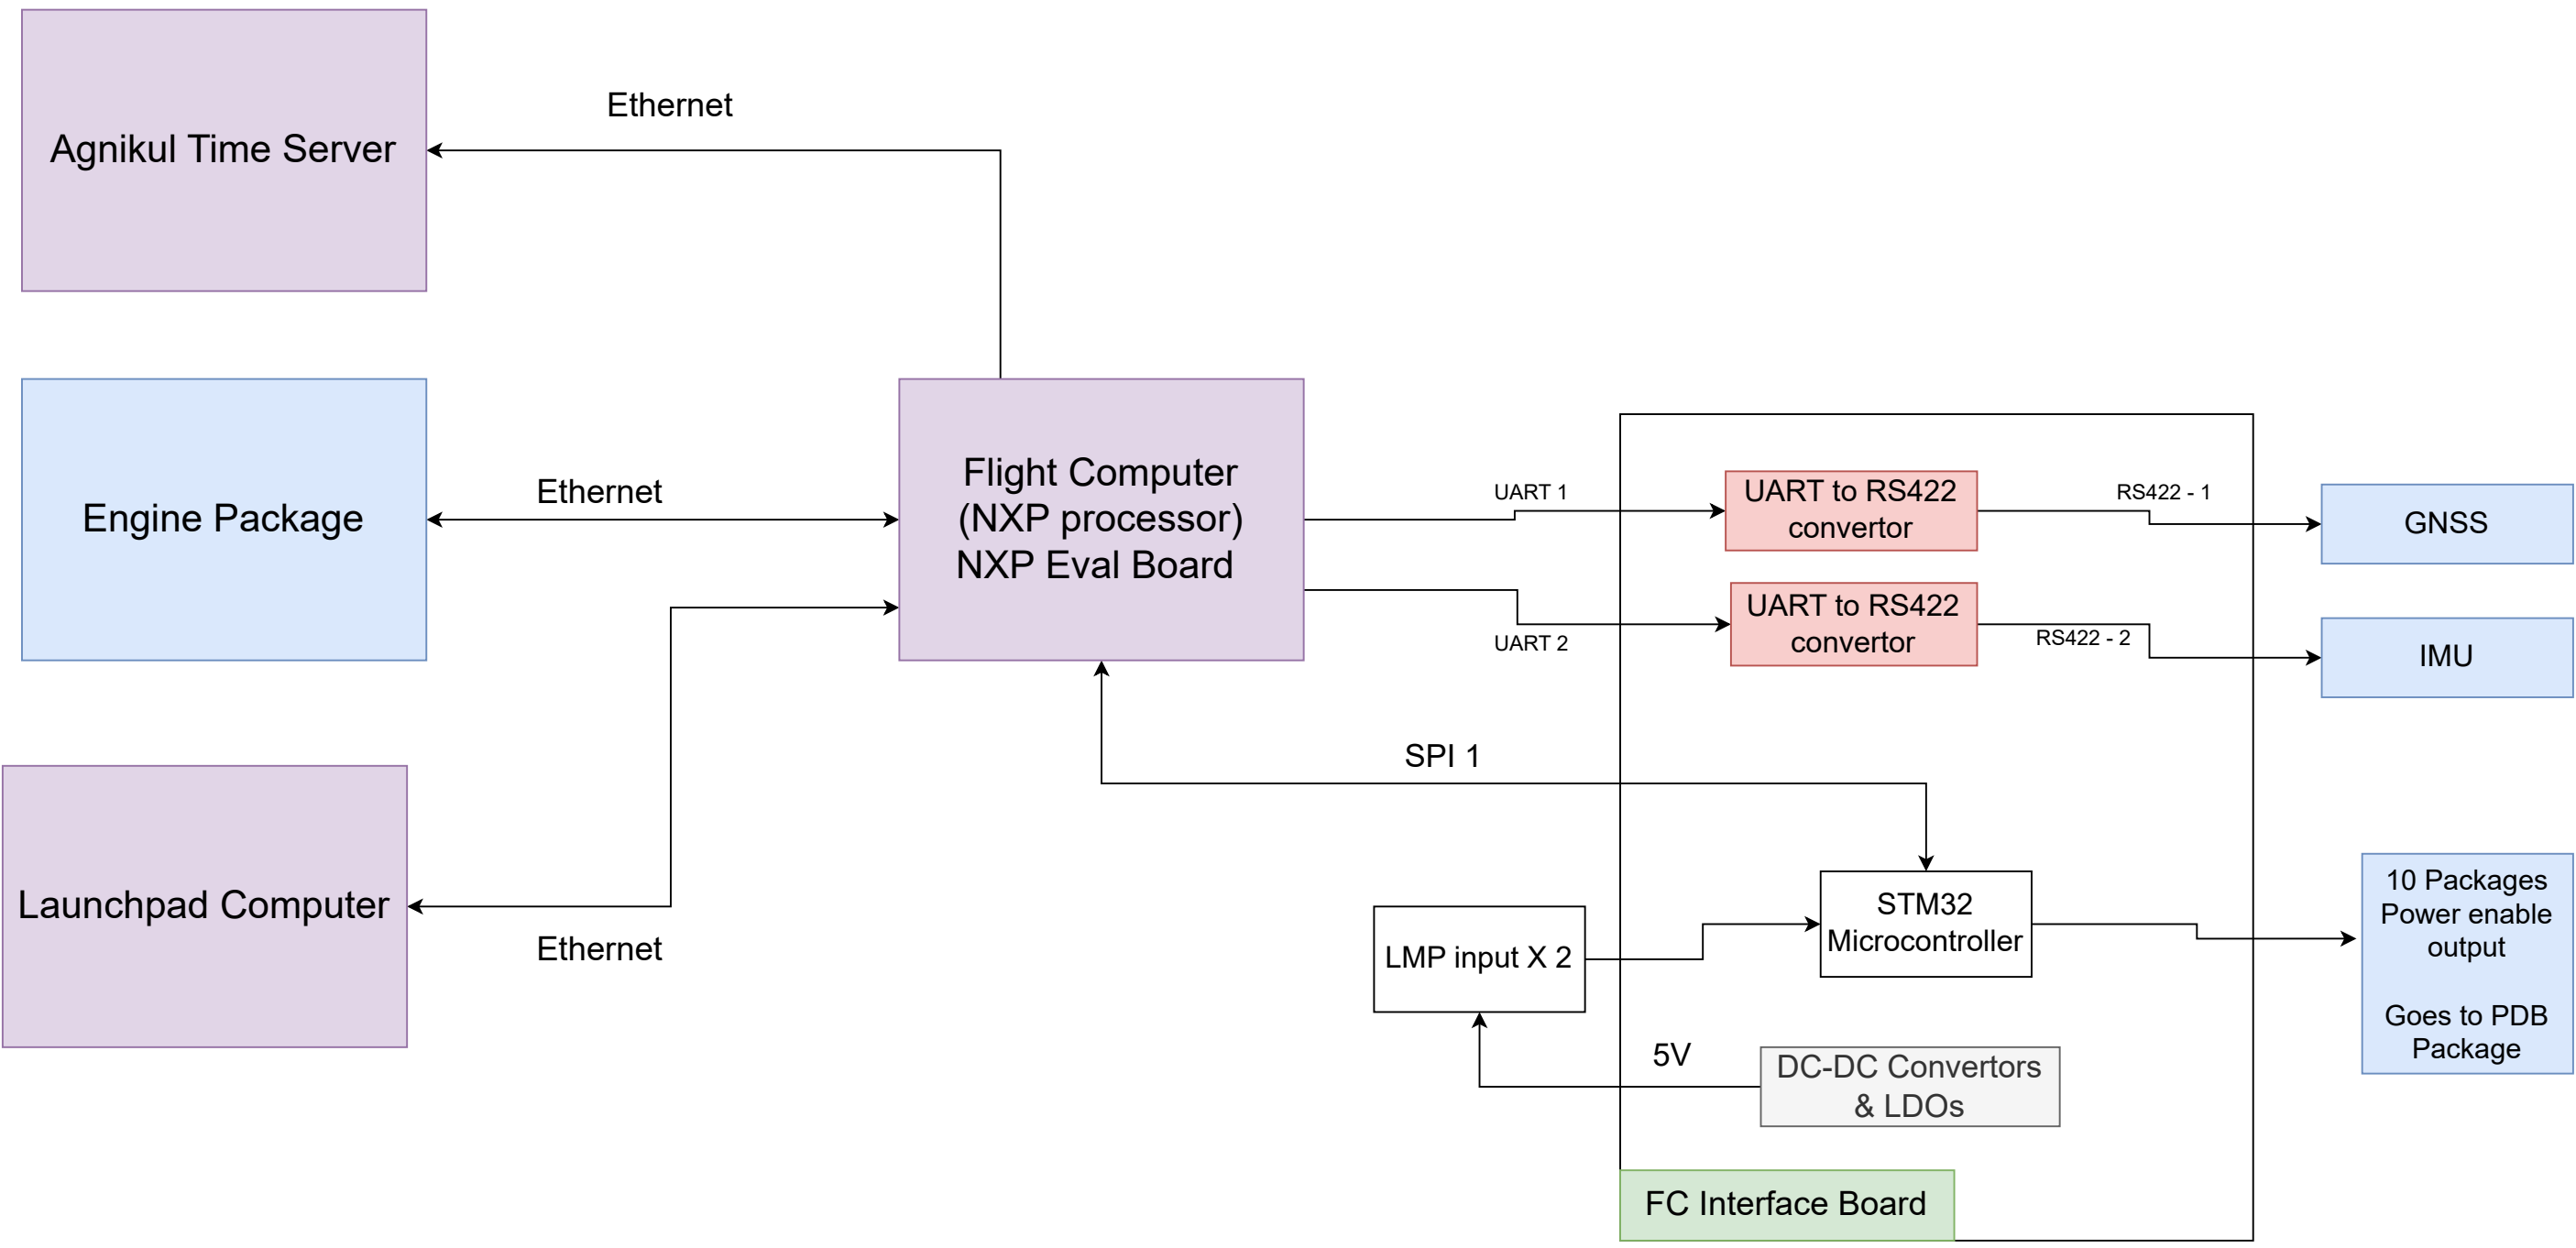 Agnikul Time Server
Ethernet
Engine Package
Ethernet
Flight Computer
(NXP processor)
NXP Eval Board
Launchpad Computer
Ethernet
UART 1
UART to RS422
convertor
RS422 - 1
GNSS
UART 2
UART to RS422
convertor
RS422 - 2
IMU
SPI 1
LMP input X 2
STM32
Microcontroller
10 Packages
Power enable
output
Goes to PDB
Package
5V
DC-DC Convertors
& LDOs
FC Interface Board